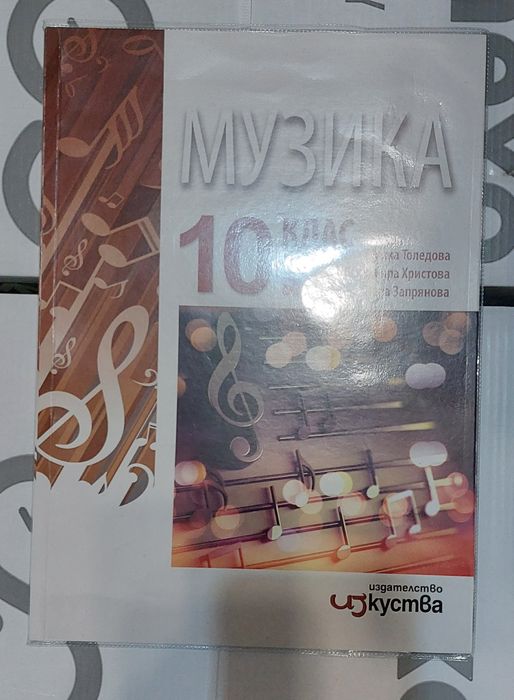 МУЗИКА
10. КЛАС
Толедова
Христова
Запрянова
издателство
изкуства